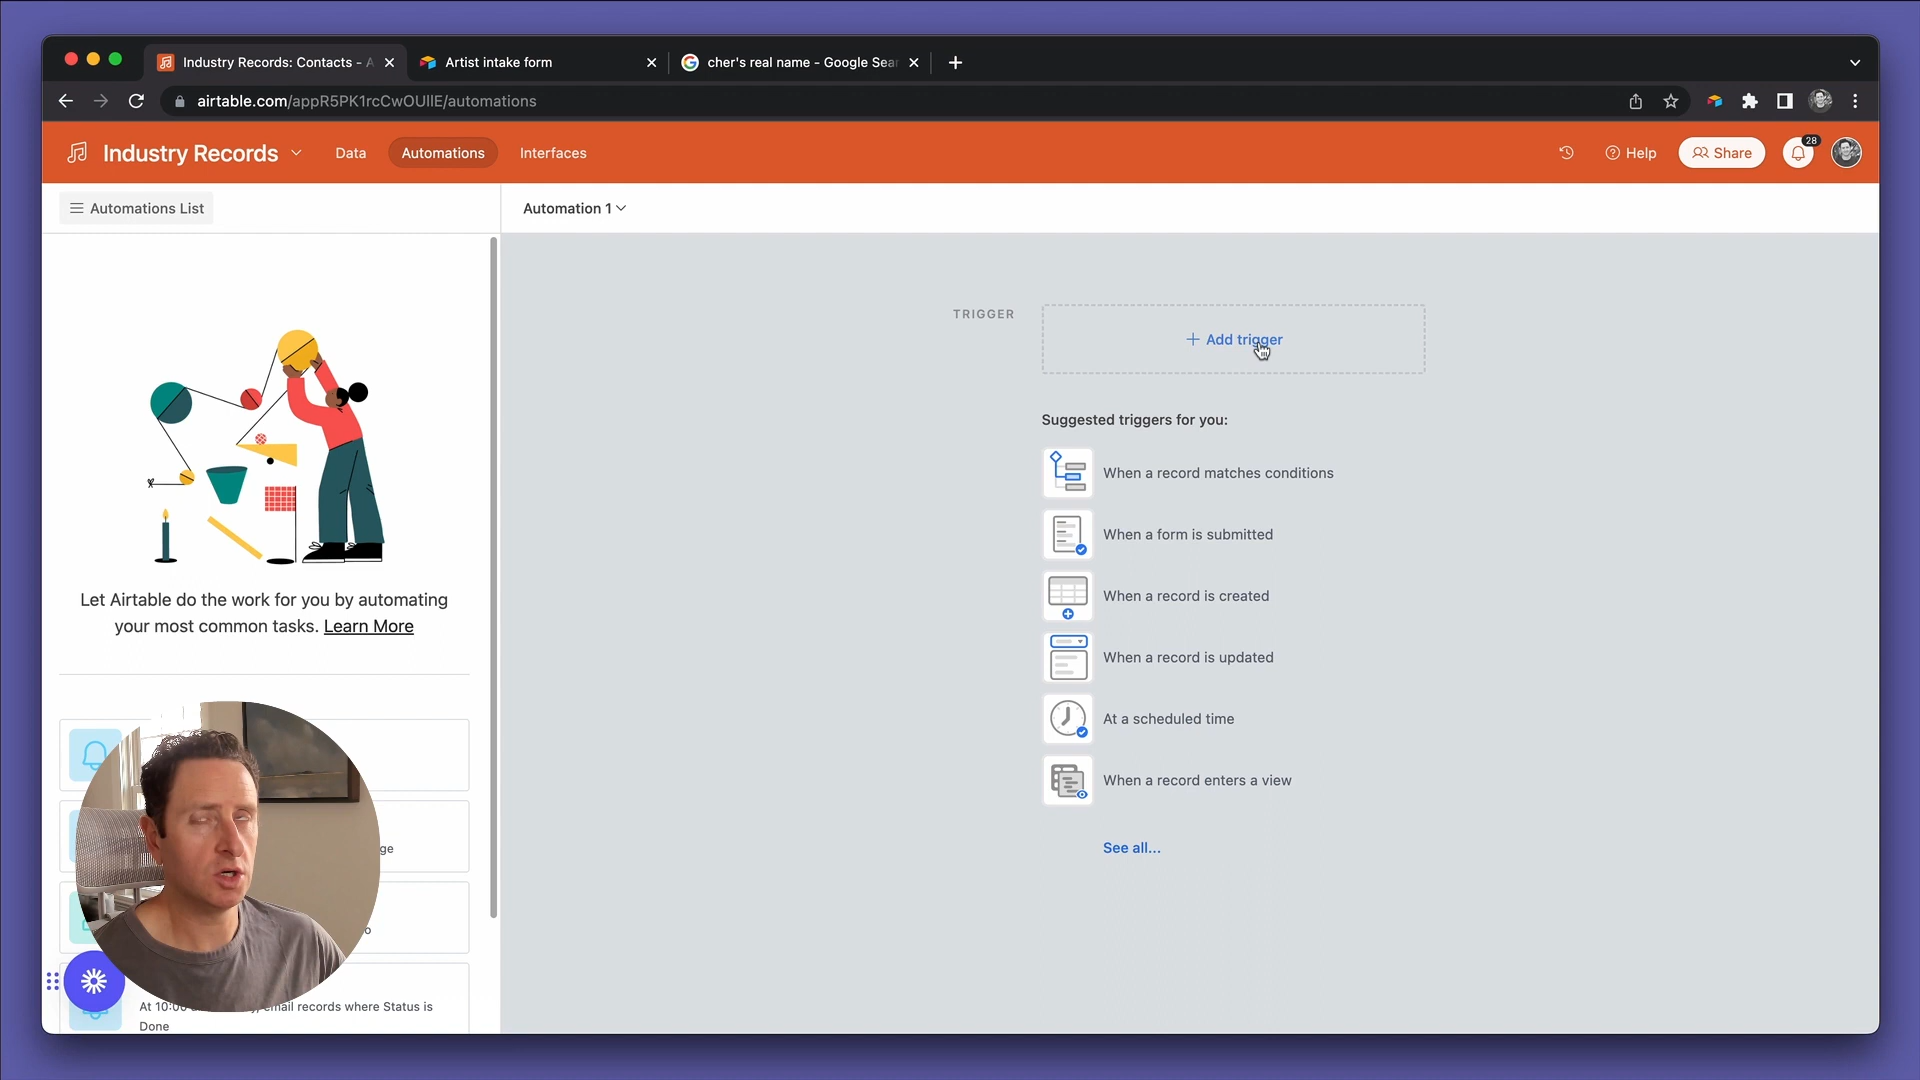 Industry Records: Contacts - A
Artist intake form
cher's real name - Google Sear
airtable.com/appR5PK1rcCwOUIlE/automations
Industry Records
Data
Automations
Interfaces
Help
Share
28
Automations List
Automation 1
Let Airtable do the work for you by automating
your most common tasks. Learn More
ge
o
At 10:00
email records where Status is
Done
TRIGGER
+ Add trigger
Suggested triggers for you:
When a record matches conditions
When a form is submitted
When a record is created
When a record is updated
At a scheduled time
When a record enters a view
See all...